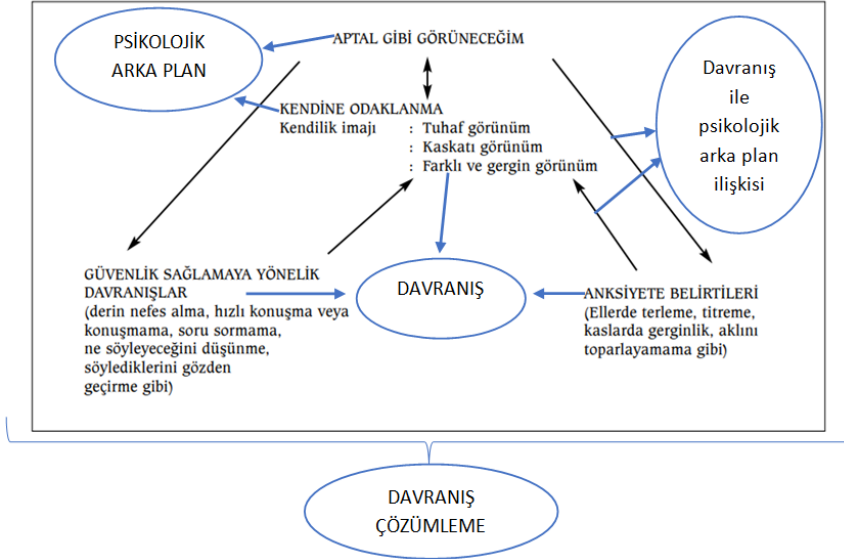 PSİKOLOJİK
ARKA PLAN
APTAL GİBİ GÖRÜNECEĞİM
Davranış
ile
psikolojik
arka plan
ilişkisi
KENDİNE ODAKLANMA
Kendilik imajı : Tuhaf görünüm
: Kaskatı görünüm
: Farklı ve gergin görünüm
GÜVENLİK SAĞLAMAYA YÖNELİK
DAVRANIŞLAR
(derin nefes alma, hızlı konuşma veya
konuşmama, soru sormama,
ne söyleyeceğini düşünme,
söylediklerini gözden
geçirme gibi)
DAVRANIŞ
ANKSİYETE BELİRTİLERİ
(Ellerde terleme, titreme,
kaslarda gerginlik, aklını
toparlayamama gibi)
DAVRANIŞ
ÇÖZÜMLEME